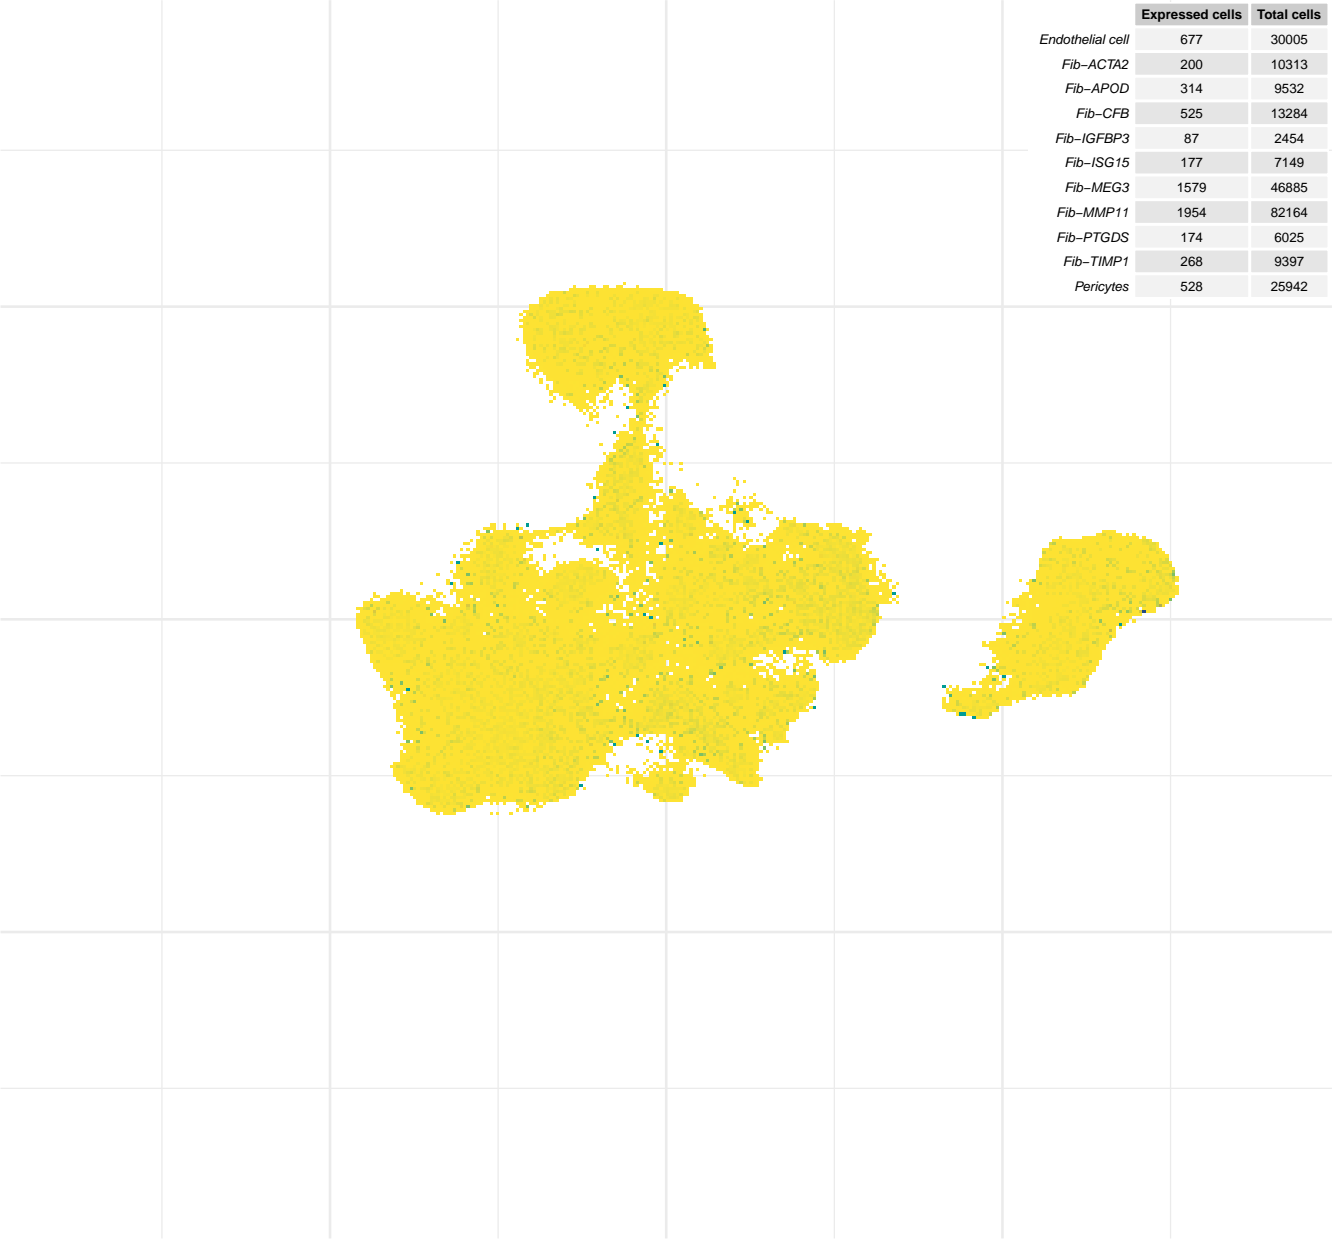 Expressed cells Total cells
Endothelial cell 677 30005
Fib−ACTA2 200 10313
Fib−APOD 314 9532
Fib−CFB 525 13284
Fib−IGFBP3 87 2454
Fib−ISG15 177 7149
Fib−MEG3 1579 46885
Fib−MMP11 1954 82164
Fib−PTGDS 174 6025
Fib−TIMP1 268 9397
Pericytes 528 25942